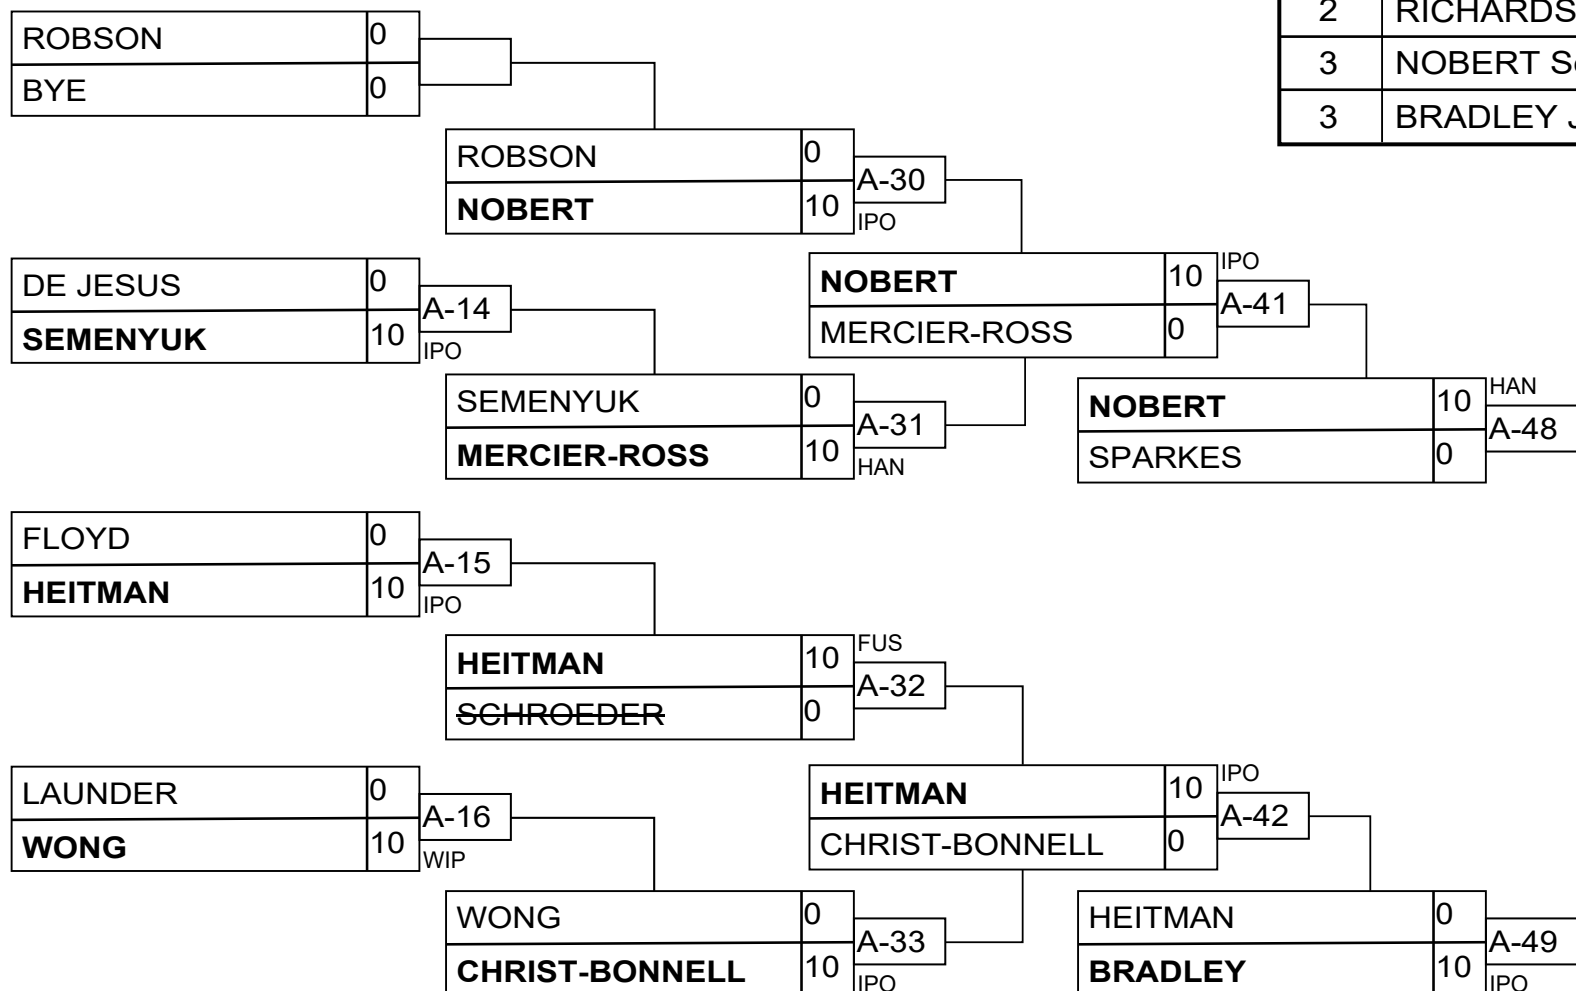 2 RICHARDS
ROBSON 0
3 NOBERT
BYE 0
3 BRADLEY
ROBSON 0
A-30
NOBERT 10
IPO
DE JESUS 0
A-14
SEMENYUK 10
IPO
NOBERT 10 IPO
A-41
MERCIER-ROSS 0
SEMENYUK 0
A-31
MERCIER-ROSS 10
HAN
NOBERT 10 HAN
A-48
SPARKES 0
FLOYD 0
A-15
HEITMAN 10
IPO
HEITMAN 10 FUS
A-32
SCHROEDER 0
LAUNDER 0
A-16
WONG 10
WIP
HEITMAN 10 IPO
A-42
CHRIST-BONNELL 0
WONG 0
A-33
CHRIST-BONNELL 10
IPO
HEITMAN 0
A-49
BRADLEY 10
IPO